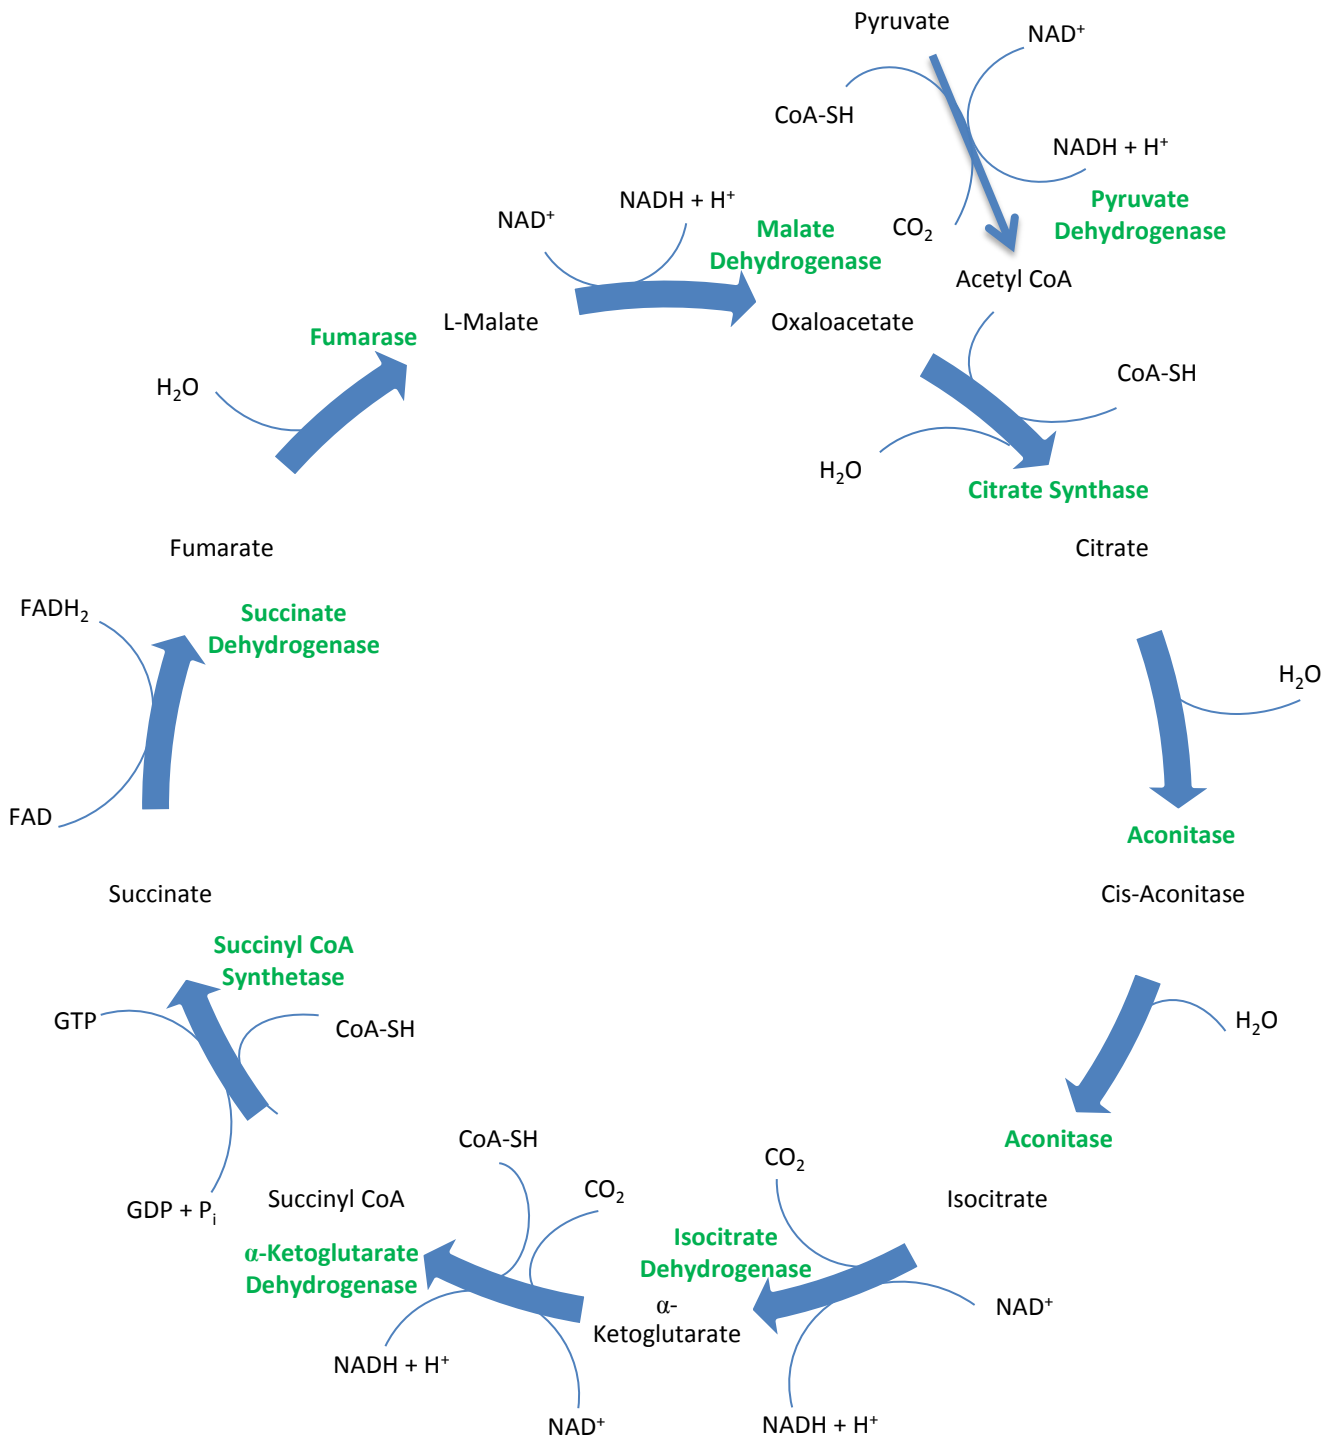 Pyruvate
NAD⁺
CoA-SH
NADH + H⁺
Pyruvate
Dehydrogenase
CO₂
Acetyl CoA
NAD⁺
NADH + H⁺
Malate
Dehydrogenase
L-Malate
Oxaloacetate
Fumarase
H₂O
CoA-SH
H₂O
Citrate Synthase
Fumarate
Citrate
FADH₂
Succinate
Dehydrogenase
H₂O
FAD
Aconitase
Succinate
Cis-Aconitase
Succinyl CoA
Synthetase
GTP
CoA-SH
H₂O
Aconitase
CoA-SH
CO₂
CO₂
GDP + Pᵢ
Succinyl CoA
Isocitrate
α-Ketoglutarate
Dehydrogenase
Isocitrate
Dehydrogenase
α-
Ketoglutarate
NAD⁺
NADH + H⁺
NAD⁺
NADH + H⁺